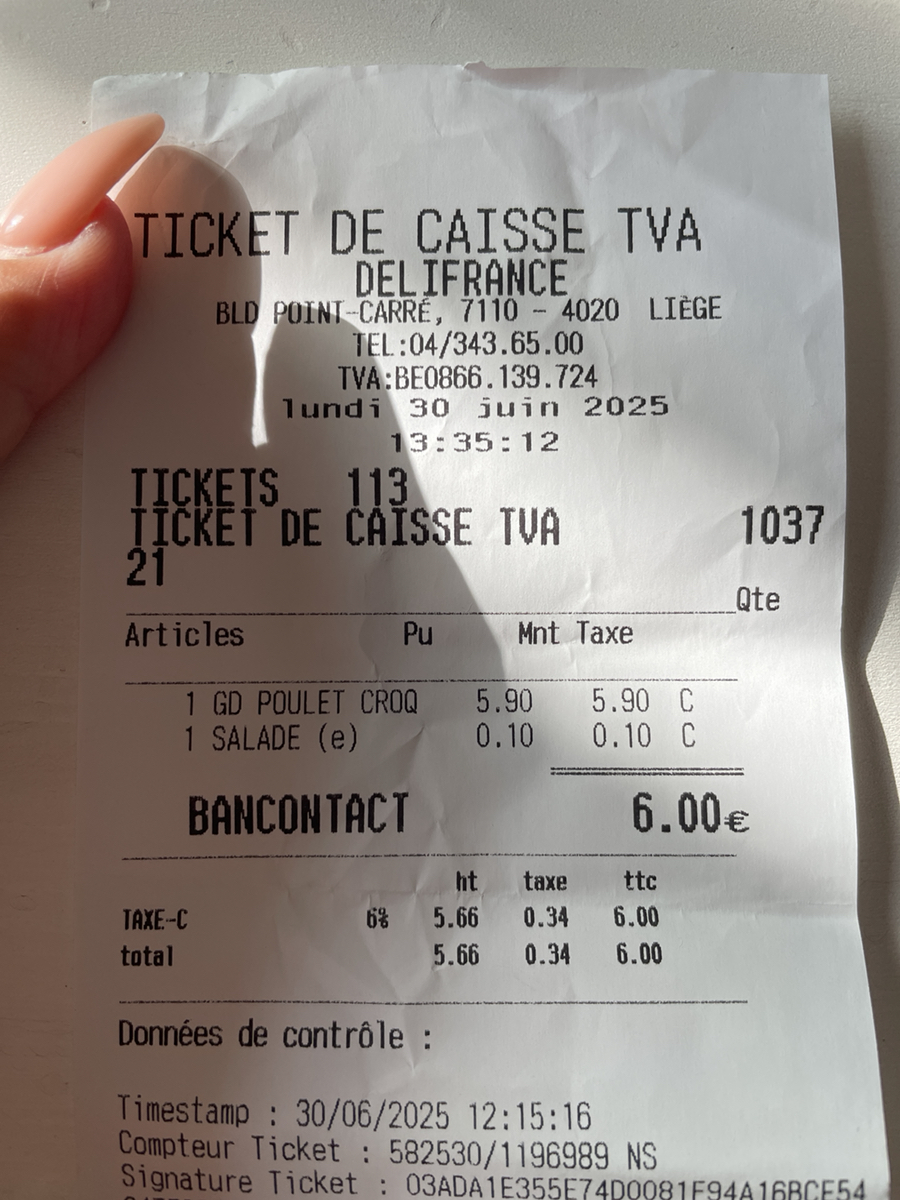 TICKET DE CAISSE TVA
DELIFRANCE
BLD POINT-CARRÉ, 7110 - 4020 LIÈGE
TEL:04/343.65.00
TVA:BE0866.139.724
lundi 30 juin 2025
13:35:12
TICKETS 113
TICKET DE CAISSE TVA 1037
21
Qte
Articles Pu Mnt Taxe
1 GD POULET CROQ 5.90 5.90 C
1 SALADE (e) 0.10 0.10 C
BANCONTACT 6.00€
ht taxe ttc
TAXE-C 6% 5.66 0.34 6.00
total 5.66 0.34 6.00
Données de contrôle :
Timestamp : 30/06/2025 12:15:16
Compteur Ticket : 582530/1196989 NS
Signature Ticket : 03ADA1E355E74D0081F94A16BCE54